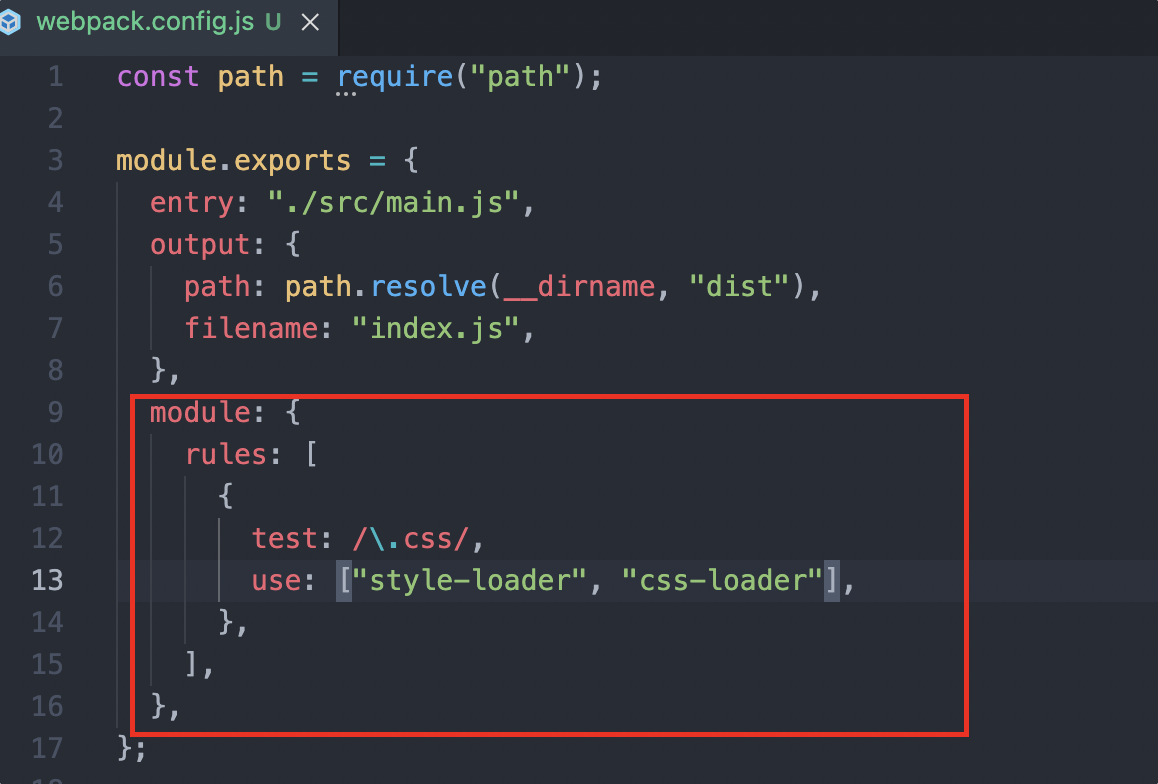 webpack.config.js U
1 const path = require("path");
2
3 module.exports = {
4   entry: "./src/main.js",
5   output: {
6     path: path.resolve(__dirname, "dist"),
7     filename: "index.js",
8   },
9   module: {
10     rules: [
11       {
12         test: /\.css/,
13         use: ["style-loader", "css-loader"],
14       },
15     ],
16   },
17 };